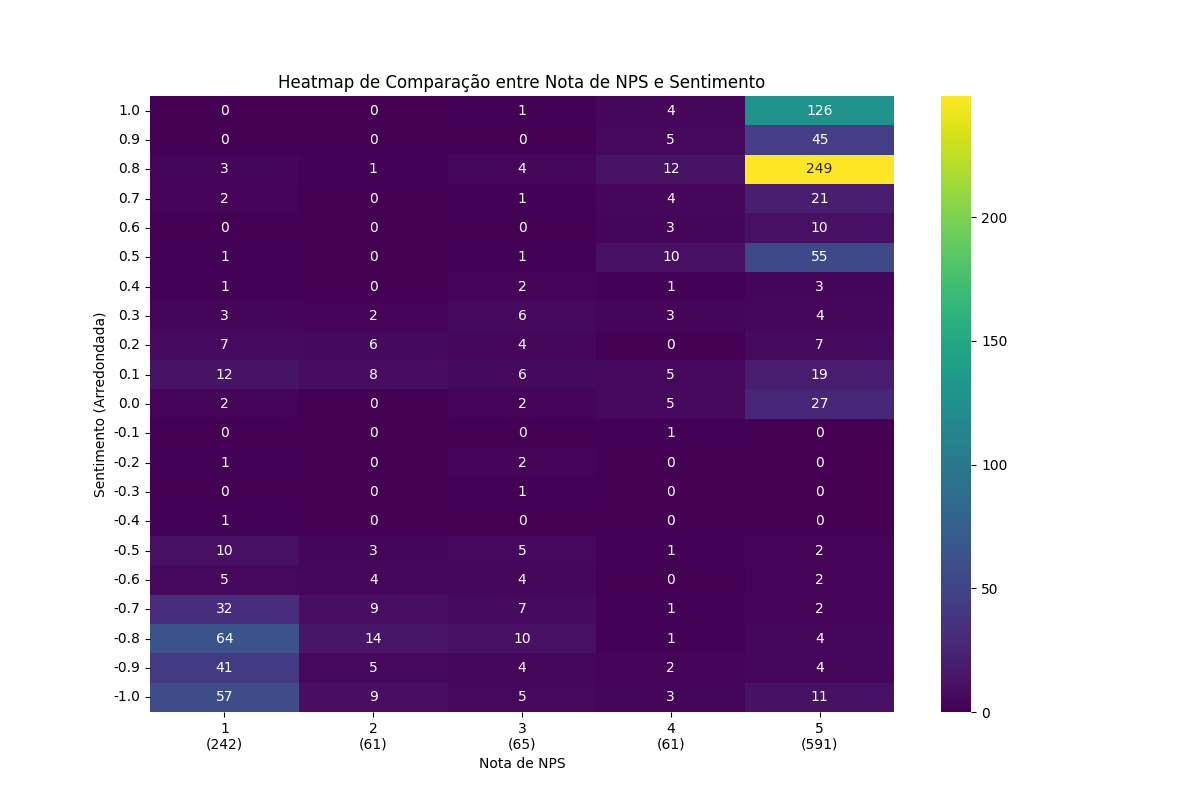 Heatmap de Comparação entre Nota de NPS e Sentimento
Sentimento (Arredondada)
1.0 0 0 1 4 126
0.9 0 0 0 5 45
0.8 3 1 4 12 249
0.7 2 0 1 4 21
0.6 0 0 0 3 10
0.5 1 0 1 10 55
0.4 1 0 2 1 3
0.3 3 2 6 3 4
0.2 7 6 4 0 7
0.1 12 8 6 5 19
0.0 2 0 2 5 27
-0.1 0 0 0 1 0
-0.2 1 0 2 0 0
-0.3 0 0 1 0 0
-0.4 1 0 0 0 0
-0.5 10 3 5 1 2
-0.6 5 4 4 0 2
-0.7 32 9 7 1 2
-0.8 64 14 10 1 4
-0.9 41 5 4 2 4
-1.0 57 9 5 3 11
1 2 3 4 5
(242) (61) (65) (61) (591)
Nota de NPS
200
150
100
50
0